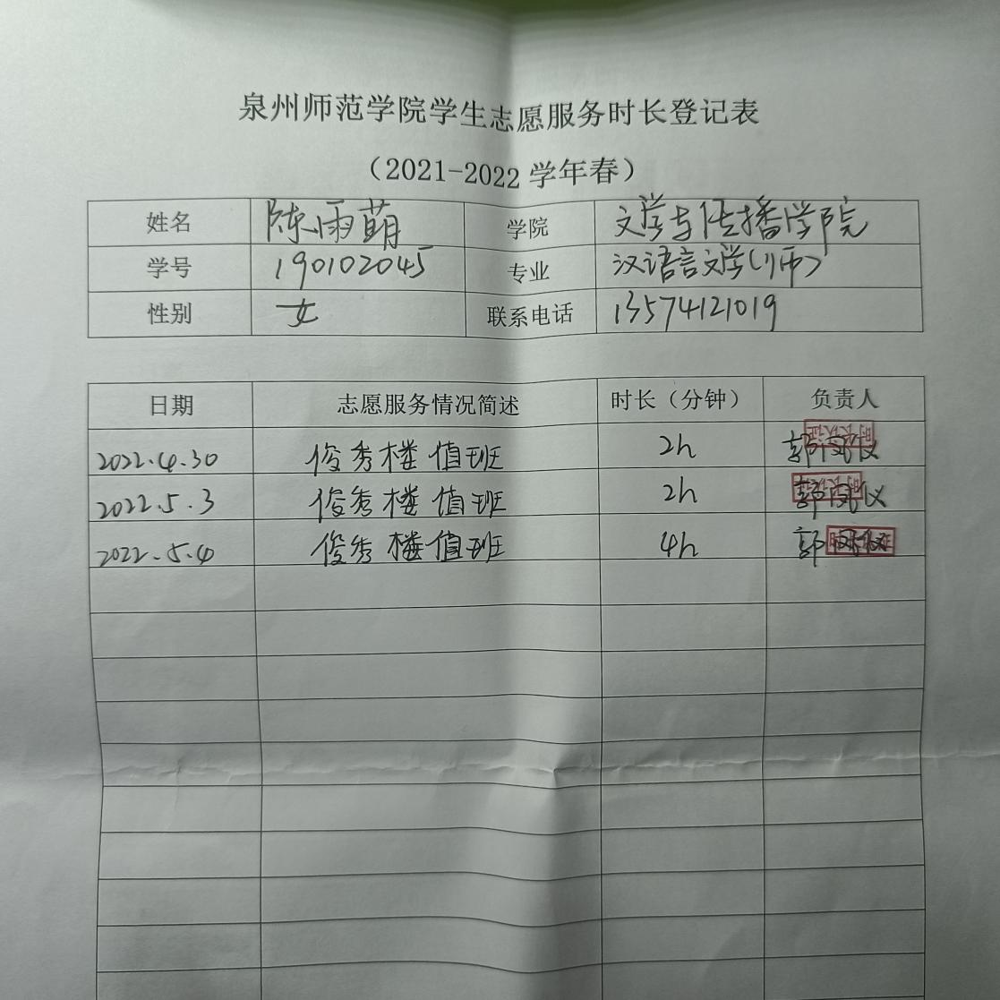 泉州师范学院学生志愿服务时长登记表
（2021-2022 学年春）
姓名 陈雨萌 学院 文学与传播学院
学号 190102045 专业 汉语言文学(师)
性别 女 联系电话 13574121019
日期 志愿服务情况简述 时长（分钟） 负责人
2022.4.30 俊秀楼值班 2h 郭
2022.5.3 俊秀楼值班 2h 郭
2022.5.4 俊秀楼值班 4h 郭